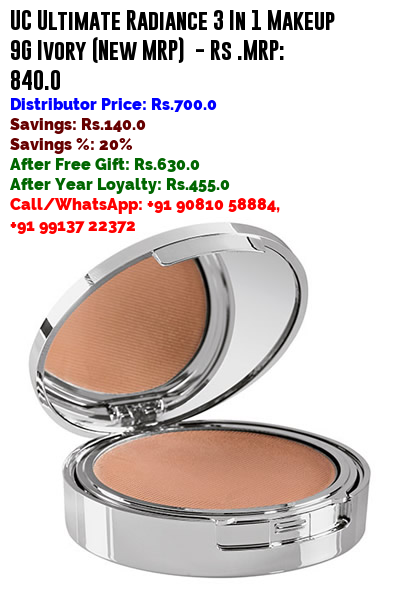 UC Ultimate Radiance 3 In 1 Makeup
9G Ivory (New MRP) - Rs .MRP:
840.0
Distributor Price: Rs.700.0
Savings: Rs.140.0
Savings %: 20%
After Free Gift: Rs.630.0
After Year Loyalty: Rs.455.0
Call/WhatsApp: +91 90810 58884,
+91 99137 22372